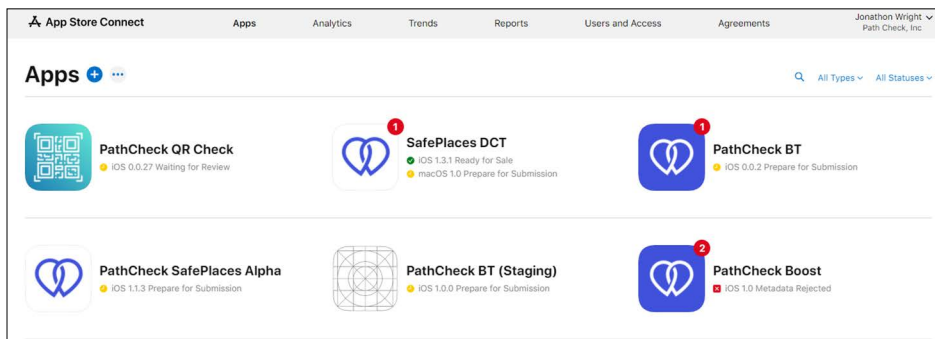 App Store Connect Apps Analytics Trends Reports Users and Access Agreements Jonathon Wright
Path Check, Inc
Apps
All Types All Statuses
PathCheck QR Check
iOS 0.0.27 Waiting for Review
1
SafePlaces DCT
iOS 1.3.1 Ready for Sale
macOS 1.0 Prepare for Submission
1
PathCheck BT
iOS 0.0.2 Prepare for Submission
PathCheck SafePlaces Alpha
iOS 1.1.3 Prepare for Submission
PathCheck BT (Staging)
iOS 1.0.0 Prepare for Submission
2
PathCheck Boost
iOS 1.0 Metadata Rejected